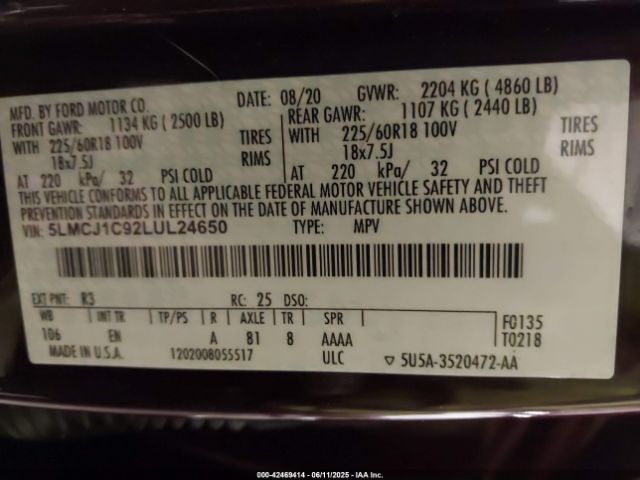 MFD. BY FORD MOTOR CO. DATE: 08/20 GVWR: 2204 KG ( 4860 LB)
FRONT GAWR: 1134 KG ( 2500 LB) REAR GAWR: 1107 KG ( 2440 LB)
WITH 225/60R18 100V TIRES WITH 225/60R18 100V TIRES
18x7.5J RIMS 18x7.5J RIMS
AT 220 kPa/ 32 PSI COLD AT 220 kPa/ 32 PSI COLD
THIS VEHICLE CONFORMS TO ALL APPLICABLE FEDERAL MOTOR VEHICLE SAFETY AND THEFT
PREVENTION STANDARDS IN EFFECT ON THE DATE OF MANUFACTURE SHOWN ABOVE.
VIN: 5LMCJ1C92LUL24650 TYPE: MPV
EXT PNT: R3 RC: 25 DSO:
WB INT TR TP/PS R AXLE TR SPR F0135
106 EN A 81 8 AAAA T0218
MADE IN U.S.A. 1202008055517 ULC ▽ 5U5A-3520472-AA
000-42469414 - 06/11/2025 - IAAI Inc.